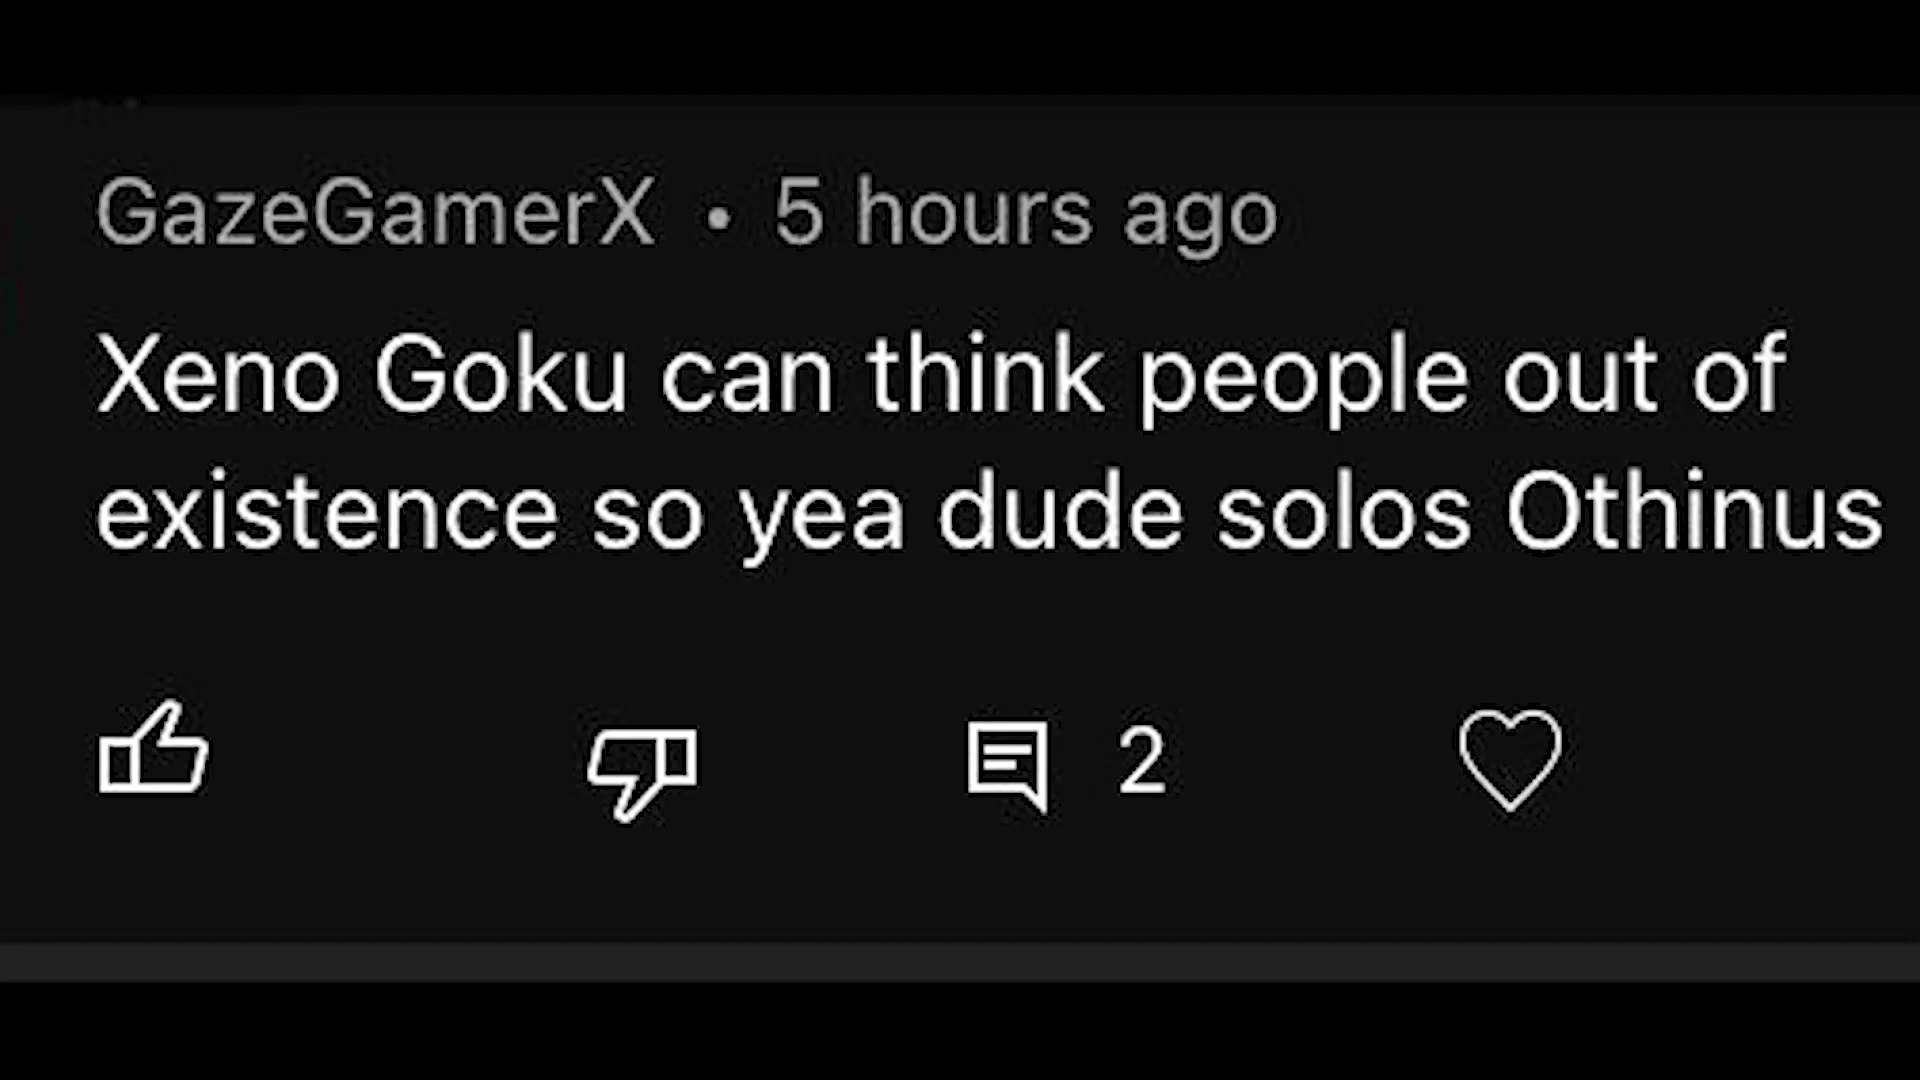 GazeGamerX • 5 hours ago
Xeno Goku can think people out of
existence so yea dude solos Othinus
2